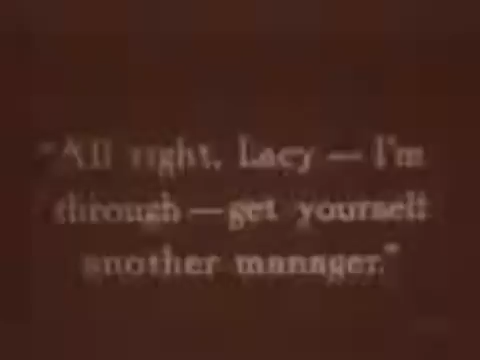 "All right, Lacy — I'm
through — get yourself
another manager."